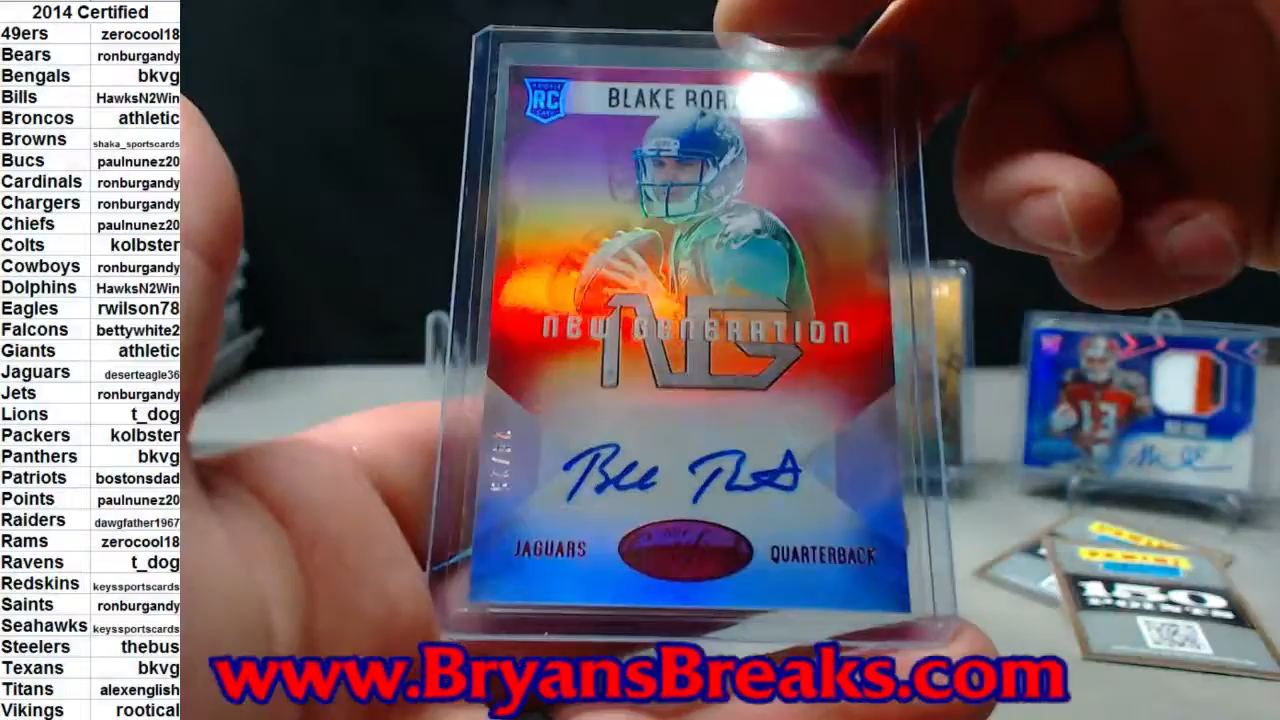 2014 Certified
49ers zerocool18
Bears ronburgandy
Bengals bkvg
Bills HawksN2Win
Broncos athletic
Browns shaka_sportscards
Bucs paulnunez20
Cardinals ronburgandy
Chargers ronburgandy
Chiefs paulnunez20
Colts kolbster
Cowboys ronburgandy
Dolphins HawksN2Win
Eagles rwilson78
Falcons bettywhite2
Giants athletic
Jaguars deserteagle36
Jets ronburgandy
Lions t_dog
Packers kolbster
Panthers bkvg
Patriots bostonsdad
Points paulnunez20
Raiders dawgfather1967
Rams zerocool18
Ravens t_dog
Redskins keyssportscards
Saints ronburgandy
Seahawks keyssportscards
Steelers thebus
Texans bkvg
Titans alexenglish
Vikings rootical
RC
BLAKE
NG
NEW GENERATION
JAGUARS
QUARTERBACK
13
PANINI
150
POINTS
www.BryansBreaks.com